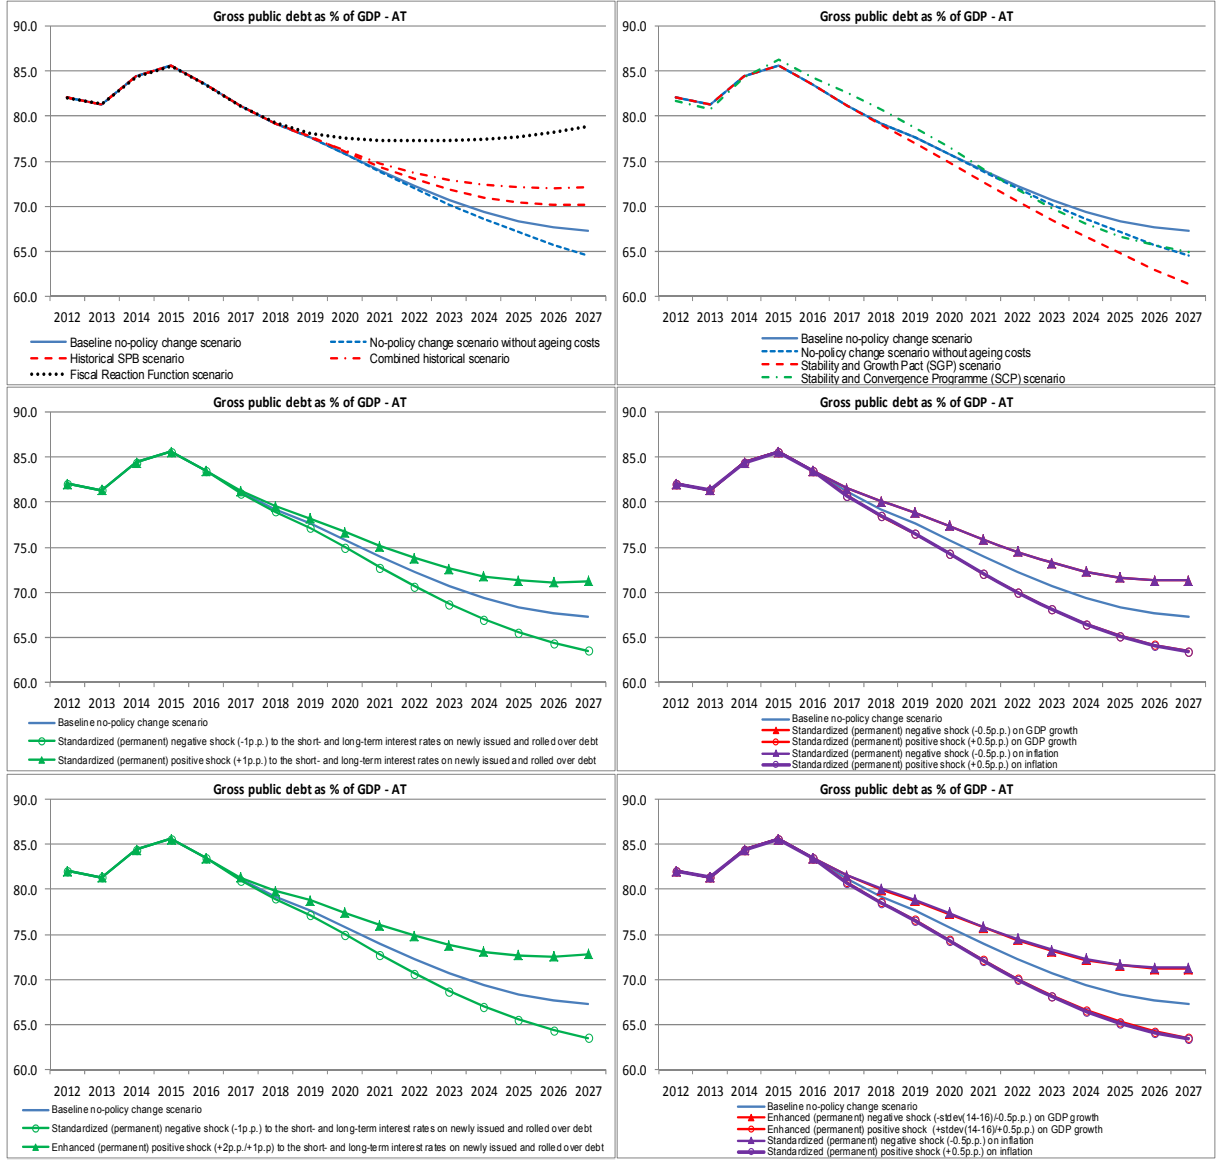 Gross public debt as % of GDP - AT
90.0
85.0
80.0
75.0
70.0
65.0
60.0
2012 2013 2014 2015 2016 2017 2018 2019 2020 2021 2022 2023 2024 2025 2026 2027
Baseline no-policy change scenario
No-policy change scenario without ageing costs
Historical SPB scenario
Combined historical scenario
Fiscal Reaction Function scenario
Gross public debt as % of GDP - AT
90.0
85.0
80.0
75.0
70.0
65.0
60.0
2012 2013 2014 2015 2016 2017 2018 2019 2020 2021 2022 2023 2024 2025 2026 2027
Baseline no-policy change scenario
No-policy change scenario without ageing costs
Stability and Growth Pact (SGP) scenario
Stability and Convergence Programme (SCP) scenario
Gross public debt as % of GDP - AT
90.0
85.0
80.0
75.0
70.0
65.0
60.0
2012 2013 2014 2015 2016 2017 2018 2019 2020 2021 2022 2023 2024 2025 2026 2027
Baseline no-policy change scenario
Standardized (permanent) negative shock (-1p.p.) to the short- and long-term interest rates on newly issued and rolled over debt
Standardized (permanent) positive shock (+1p.p.) to the short- and long-term interest rates on newly issued and rolled over debt
Gross public debt as % of GDP - AT
90.0
85.0
80.0
75.0
70.0
65.0
60.0
2012 2013 2014 2015 2016 2017 2018 2019 2020 2021 2022 2023 2024 2025 2026 2027
Baseline no-policy change scenario
Standardized (permanent) negative shock (-0.5p.p.) on GDP growth
Standardized (permanent) positive shock (+0.5p.p.) on GDP growth
Standardized (permanent) negative shock (-0.5p.p.) on inflation
Standardized (permanent) positive shock (+0.5p.p.) on inflation
Gross public debt as % of GDP - AT
90.0
85.0
80.0
75.0
70.0
65.0
60.0
2012 2013 2014 2015 2016 2017 2018 2019 2020 2021 2022 2023 2024 2025 2026 2027
Baseline no-policy change scenario
Standardized (permanent) negative shock (-1p.p.) to the short- and long-term interest rates on newly issued and rolled over debt
Enhanced (permanent) positive shock (+2p.p./+1p.p) to the short- and long-term interest rates on newly issued and rolled over debt
Gross public debt as % of GDP - AT
90.0
85.0
80.0
75.0
70.0
65.0
60.0
2012 2013 2014 2015 2016 2017 2018 2019 2020 2021 2022 2023 2024 2025 2026 2027
Baseline no-policy change scenario
Enhanced (permanent) negative shock (-stdev(14-16)/-0.5p.p.) on GDP growth
Enhanced (permanent) positive shock (+stdev(14-16)/+0.5p.p.) on GDP growth
Standardized (permanent) negative shock (-0.5p.p.) on inflation
Standardized (permanent) positive shock (+0.5p.p.) on inflation